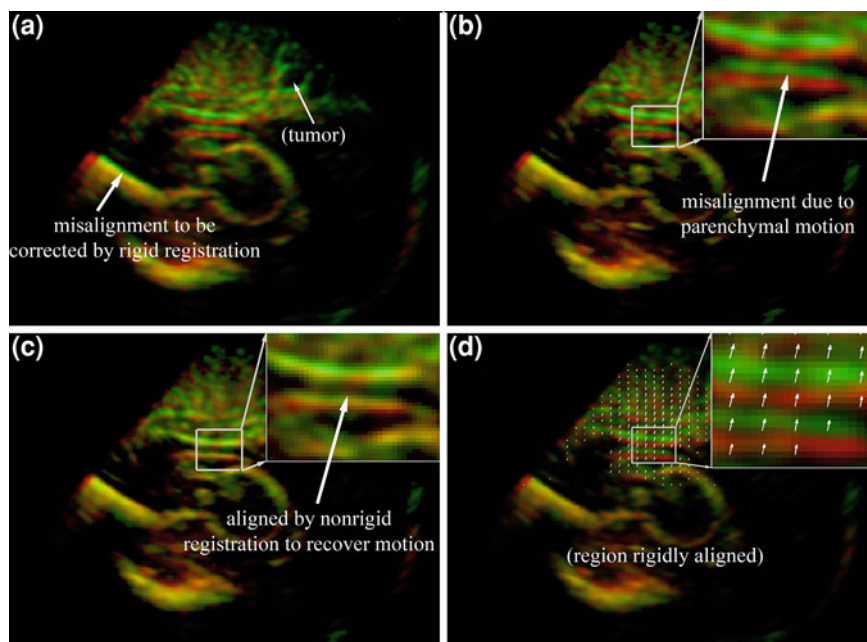 (a)
(tumor)
misalignment to be
corrected by rigid registration
(b)
misalignment due to
parenchymal motion
(c)
aligned by nonrigid
registration to recover motion
(d)
(region rigidly aligned)